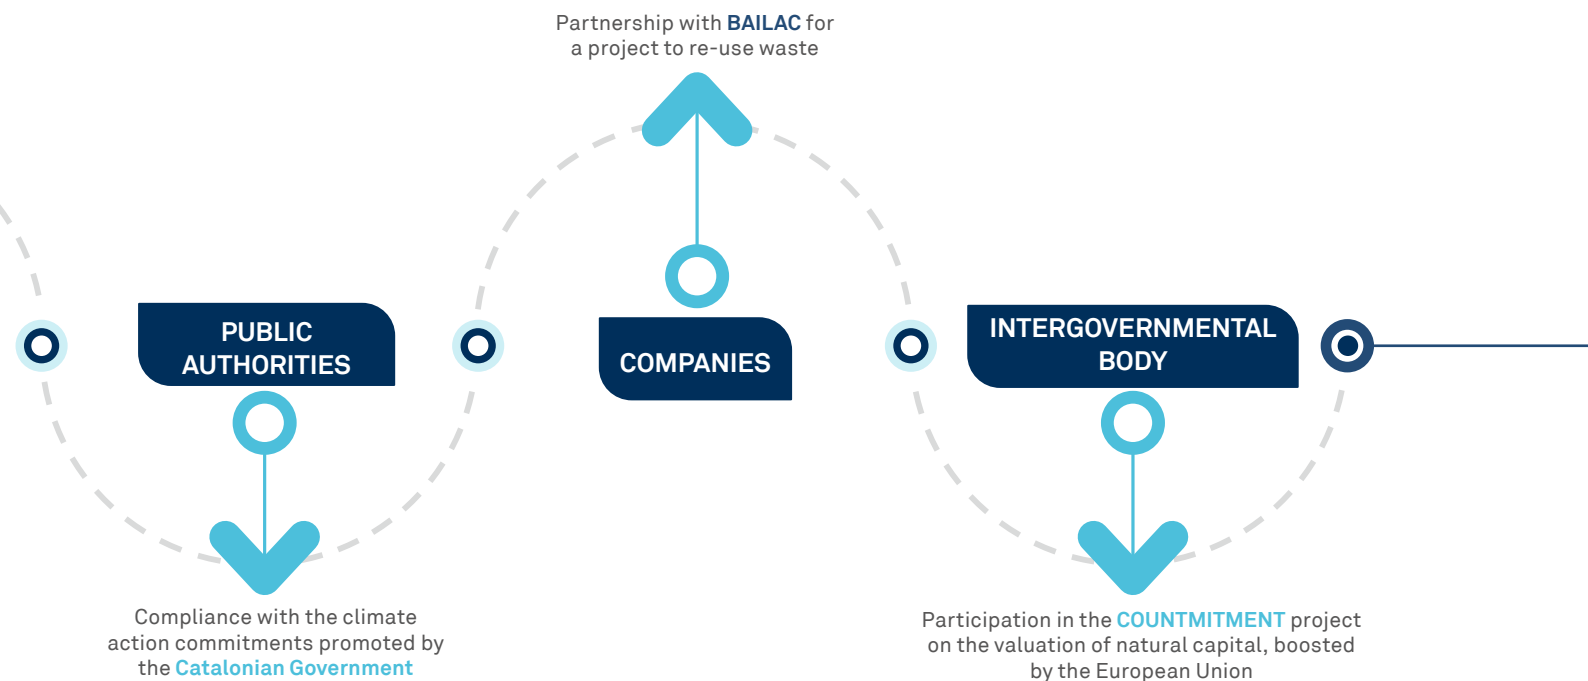 Partnership with BAILAC for
a project to re-use waste
PUBLIC
AUTHORITIES
COMPANIES
INTERGOVERNMENTAL
BODY
Compliance with the climate
action commitments promoted by
the Catalonian Government
Participation in the COUNTMITMENT project
on the valuation of natural capital, boosted
by the European Union